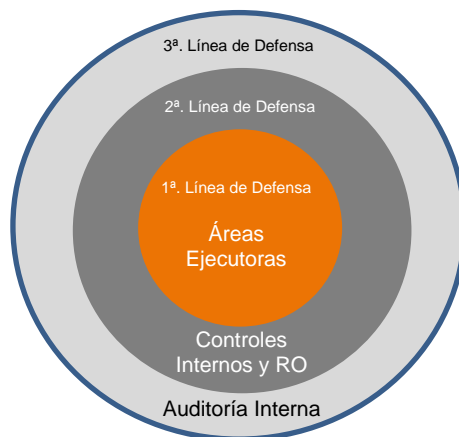 3ª. Línea de Defensa
2ª. Línea de Defensa
1ª. Línea de Defensa
Áreas
Ejecutoras
Controles
Internos y RO
Auditoría Interna